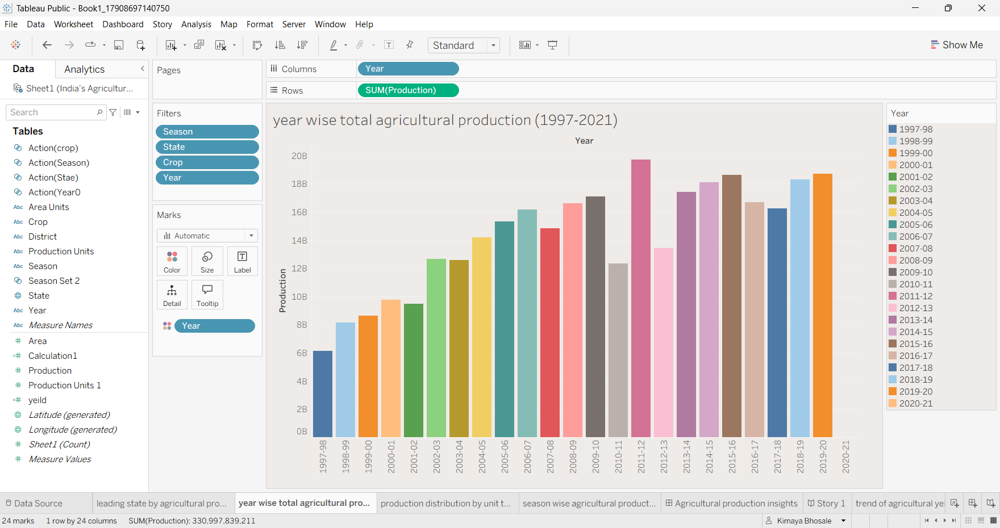 Tableau Public - Book1_17908697140750
File Data Worksheet Dashboard Story Analysis Map Format Server Window Help
Standard
Show Me
Data Analytics
Sheet1 (India's Agricultur...
Search
Tables
Action(crop)
Action(Season)
Action(Stae)
Action(Year0
Abc Area Units
Abc Crop
Abc District
Abc Production Units
Abc Season
Season Set 2
State
Abc Year
Abc Measure Names
# Area
=# Calculation1
# Production
# Production Units 1
=# yeild
Latitude (generated)
Longitude (generated)
# Sheet1 (Count)
# Measure Values
Pages
Filters
Season
State
Crop
Year
Marks
Automatic
Color Size Label
Detail Tooltip
Year
Columns Year
Rows SUM(Production)
year wise total agricultural production (1997-2021)
Year
Production
20B
18B
16B
14B
12B
10B
8B
6B
4B
2B
0B
1997-98
1998-99
1999-00
2000-01
2001-02
2002-03
2003-04
2004-05
2005-06
2006-07
2007-08
2008-09
2009-10
2010-11
2011-12
2012-13
2013-14
2014-15
2015-16
2016-17
2017-18
2018-19
2019-20
2020-21
Year
1997-98
1998-99
1999-00
2000-01
2001-02
2002-03
2003-04
2004-05
2005-06
2006-07
2007-08
2008-09
2009-10
2010-11
2011-12
2012-13
2013-14
2014-15
2015-16
2016-17
2017-18
2018-19
2019-20
2020-21
Data Source leading state by agricultural pro... year wise total agricultural pro... production distribution by unit t... season wise agricultural product... Agricultural production insights Story 1 trend of agricultural yei
24 marks 1 row by 24 columns SUM(Production): 330,997,839,211 Kimaya Bhosale